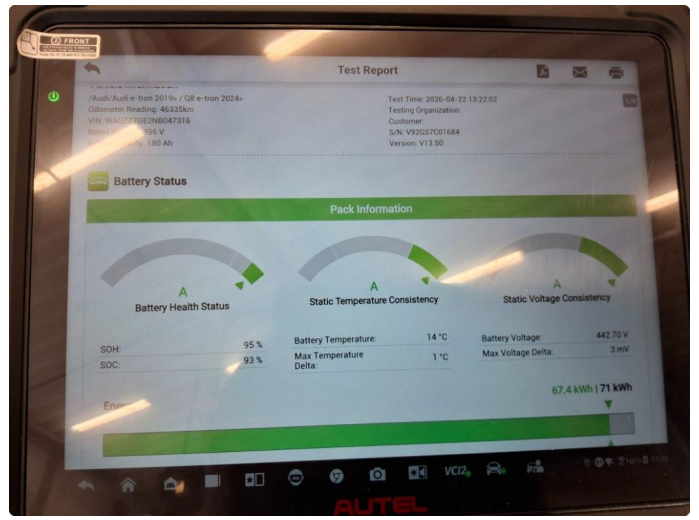 FRONT
Test Report
/Audi/Audi e-tron 2019> / Q8 e-tron 2024>
Odometer Reading: 46335km
Rated 396 V
180 Ah
Test Time: 2026-04-22 13:22:02
Testing Organization:
Customer:
S/N: V92GS7C01684
Version: V13.50
Battery Status
Pack Information
A
Battery Health Status
SOH: 95 %
SOC: 93 %
A
Static Temperature Consistency
Battery Temperature: 14 °C
Max Temperature Delta: 1 °C
A
Static Voltage Consistency
Battery Voltage: 442.70 V
Max Voltage Delta: 3 mV
67.4 kWh | 71 kWh
VCI2
AUTEL